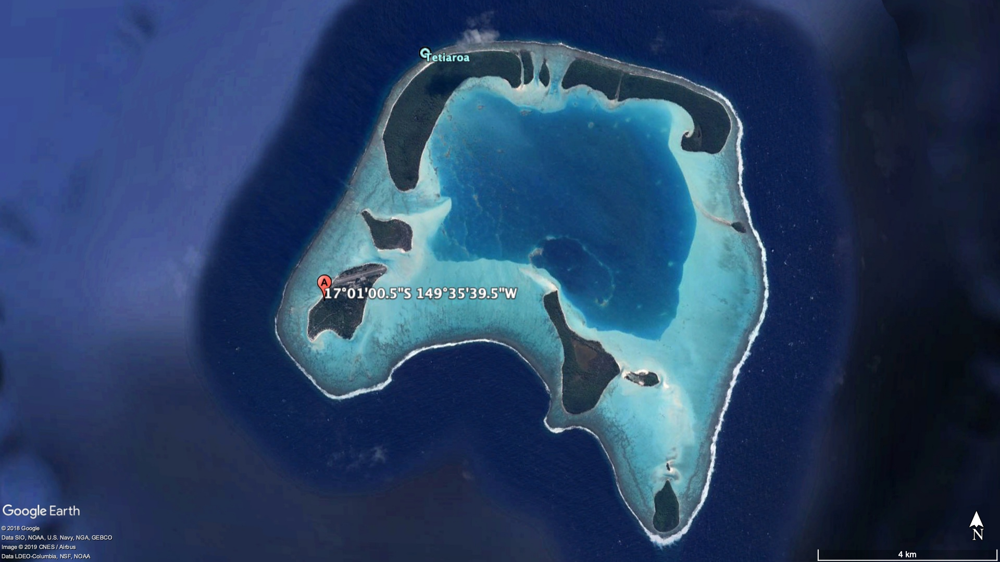 Tetiaroa
A
17°01'00.5"S 149°35'39.5"W
Google Earth
© 2018 Google
Data SIO, NOAA, U.S. Navy, NGA, GEBCO
Image © 2019 CNES / Airbus
Data LDEO-Columbia, NSF, NOAA
N
4 km